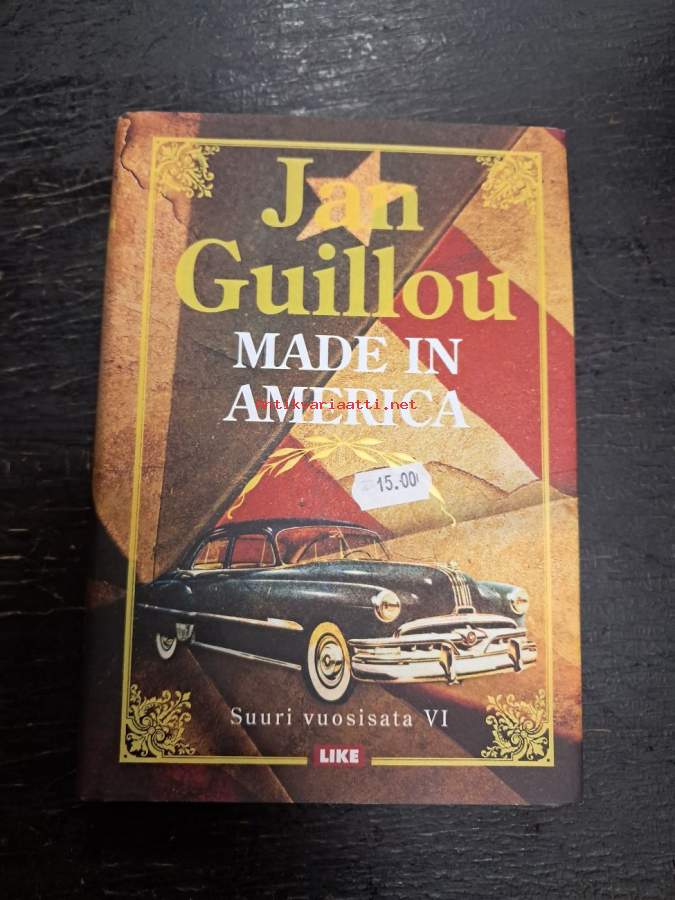 Jan
Guillou
MADE IN
AMERICA
antikvariaatti.net
15.00
Suuri vuosisata VI
LIKE